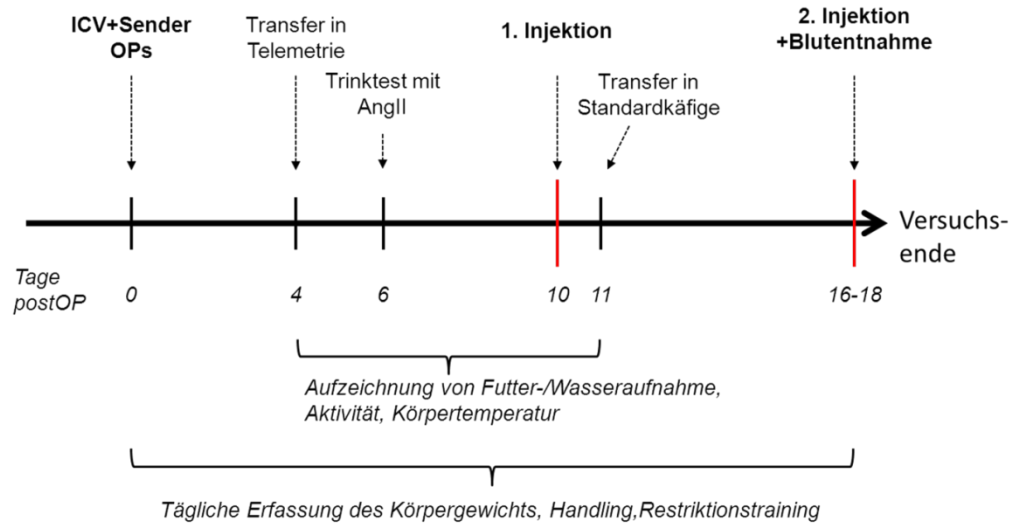 ICV+Sender
OPs
Transfer in
Telemetrie
Trinktest mit
AngII
1. Injektion
Transfer in
Standardkäfige
2. Injektion
+Blutentnahme
Versuchs-
ende
Tage
postOP
0
4
6
10
11
16-18
Aufzeichnung von Futter-/Wasseraufnahme,
Aktivität, Körpertemperatur
Tägliche Erfassung des Körpergewichts, Handling,Restriktionstraining